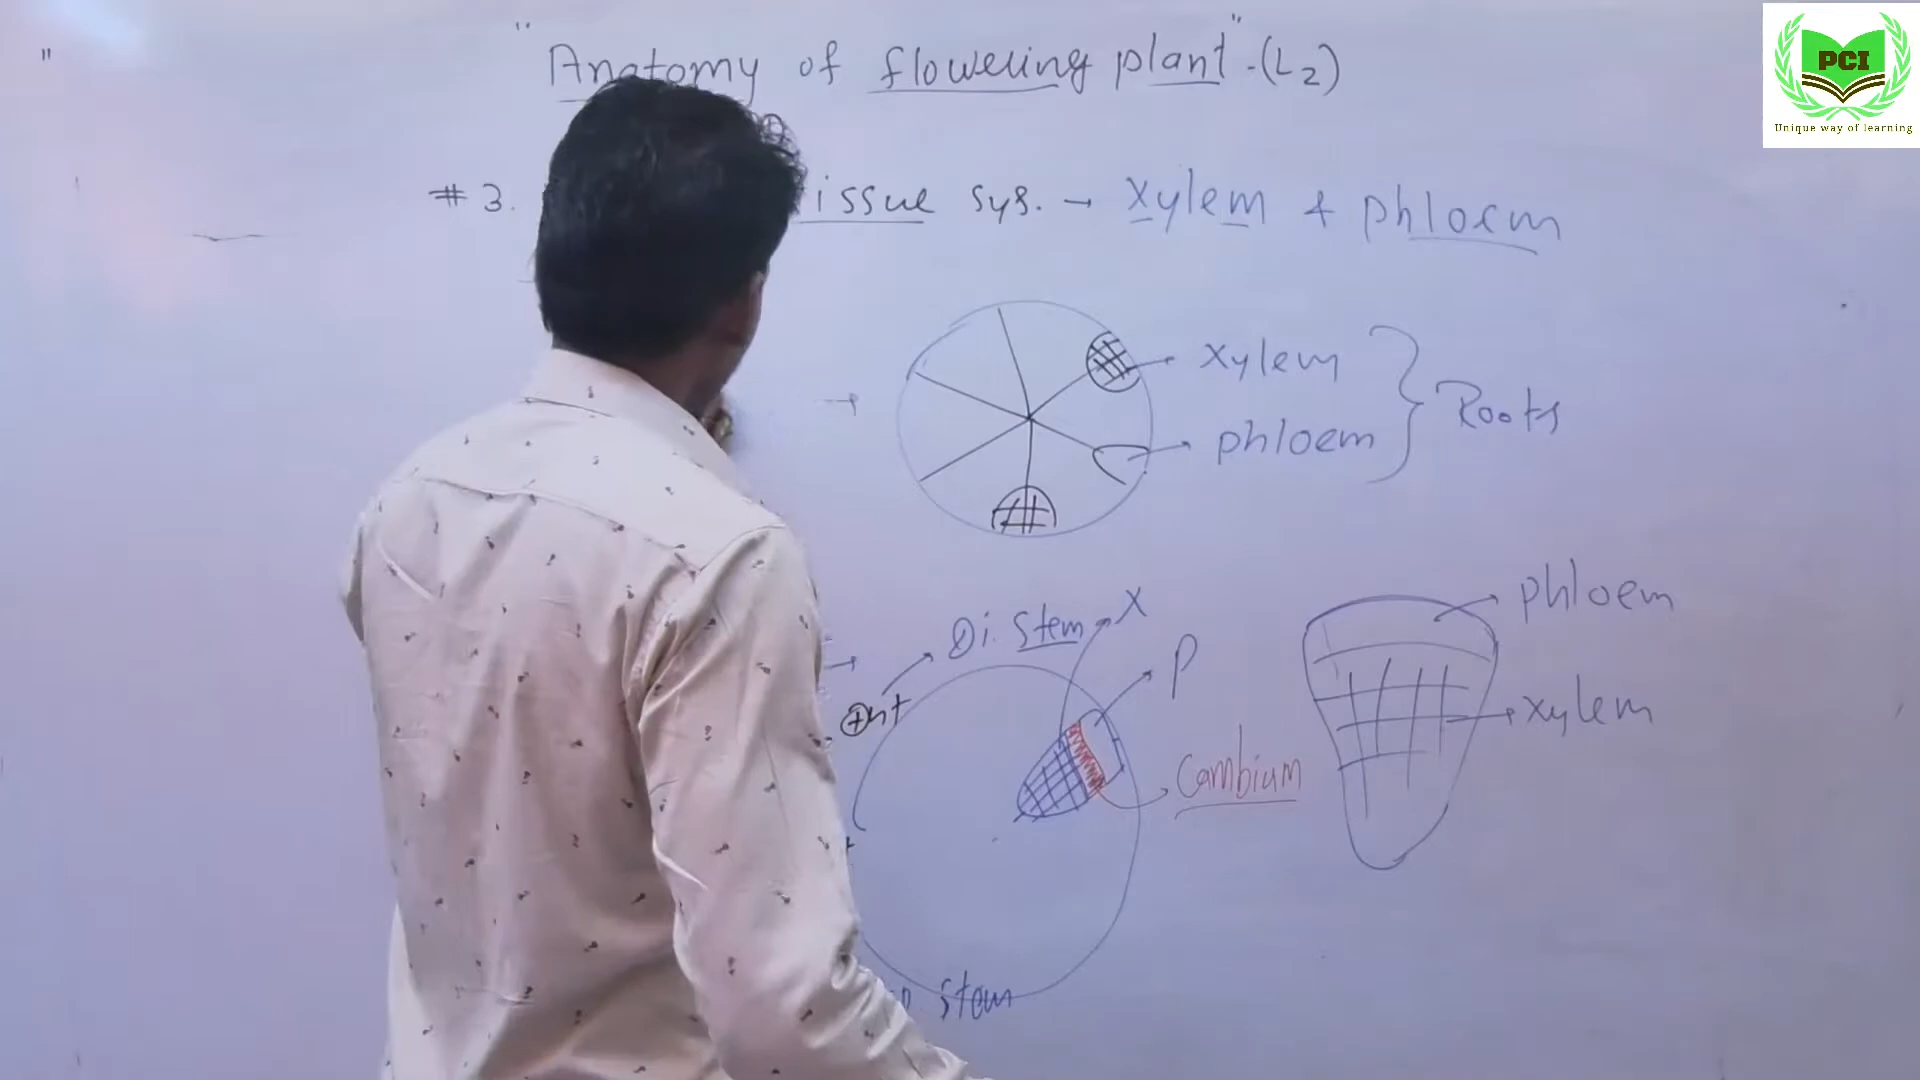 "Anatomy of flowering plant" - (L2)
PCI
Unique way of learning
#3. issue sys. → xylem + phloem
xylem
phloem
Roots
Di. Stem
X
P
Cambium
phloem
xylem
stem